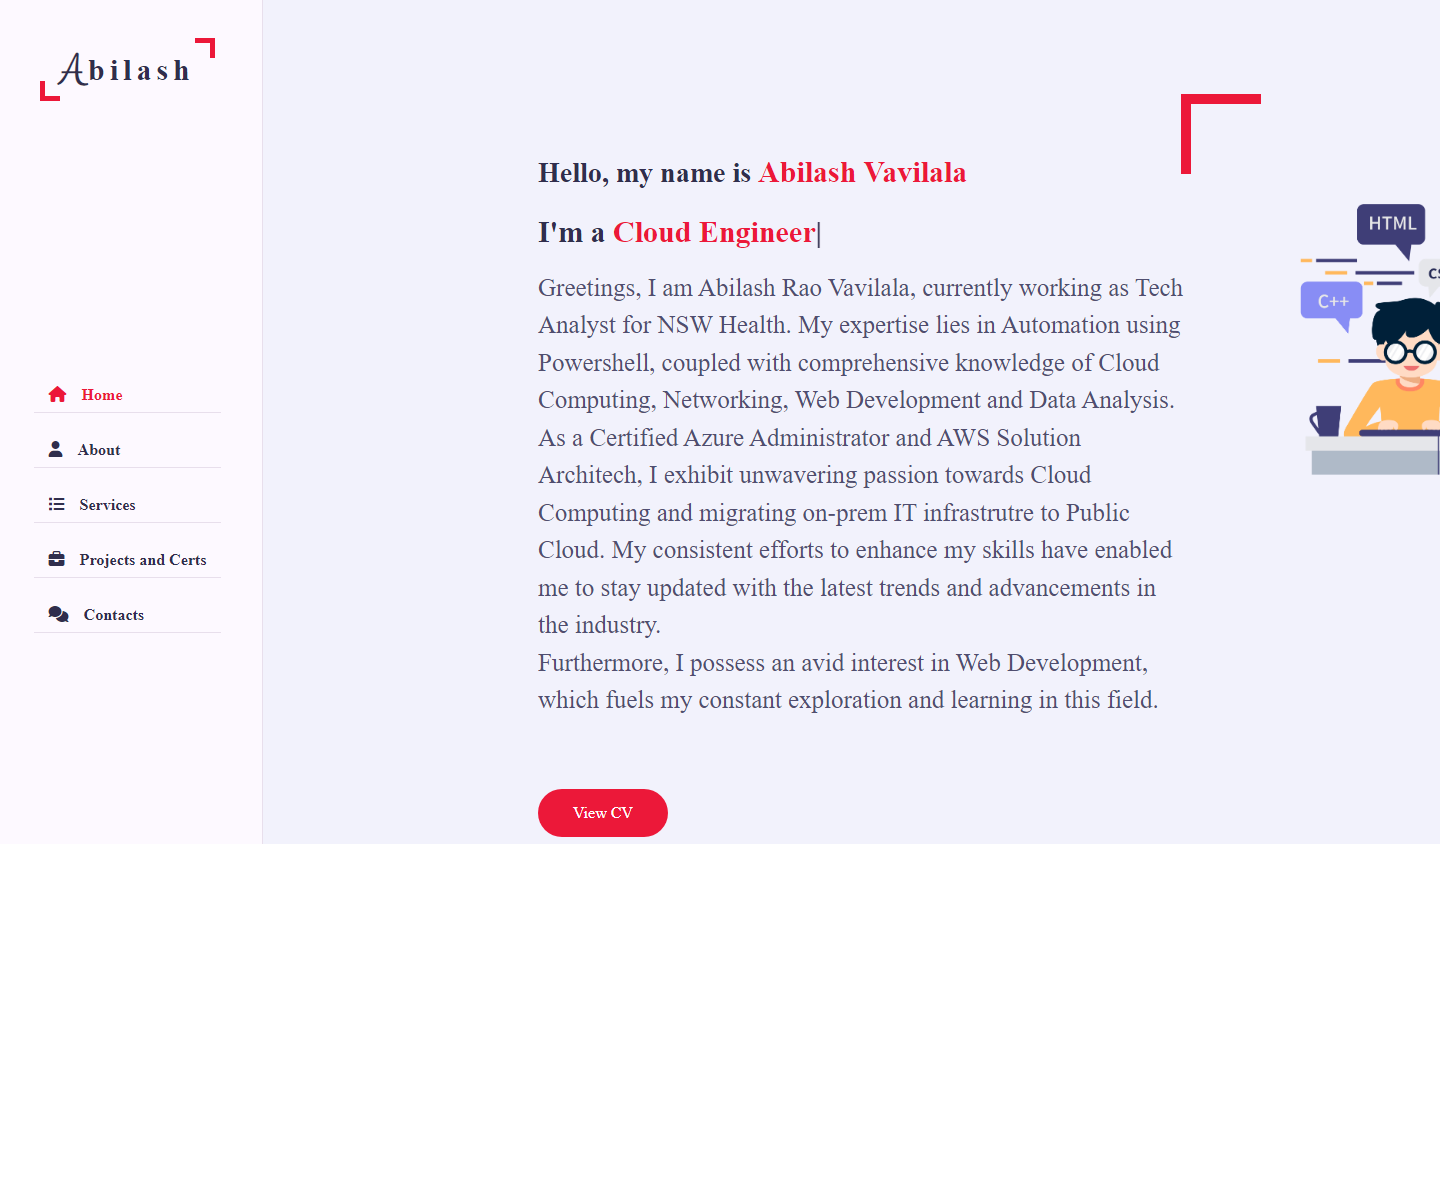 Abilash
Home
About
Services
Projects and Certs
Contacts
Hello, my name is Abilash Vavilala
I'm a Cloud Engineer|
Greetings, I am Abilash Rao Vavilala, currently working as Tech
Analyst for NSW Health. My expertise lies in Automation using
Powershell, coupled with comprehensive knowledge of Cloud
Computing, Networking, Web Development and Data Analysis.
As a Certified Azure Administrator and AWS Solution
Architech, I exhibit unwavering passion towards Cloud
Computing and migrating on-prem IT infrastrutre to Public
Cloud. My consistent efforts to enhance my skills have enabled
me to stay updated with the latest trends and advancements in
the industry.
Furthermore, I possess an avid interest in Web Development,
which fuels my constant exploration and learning in this field.
View CV
HTML
C++